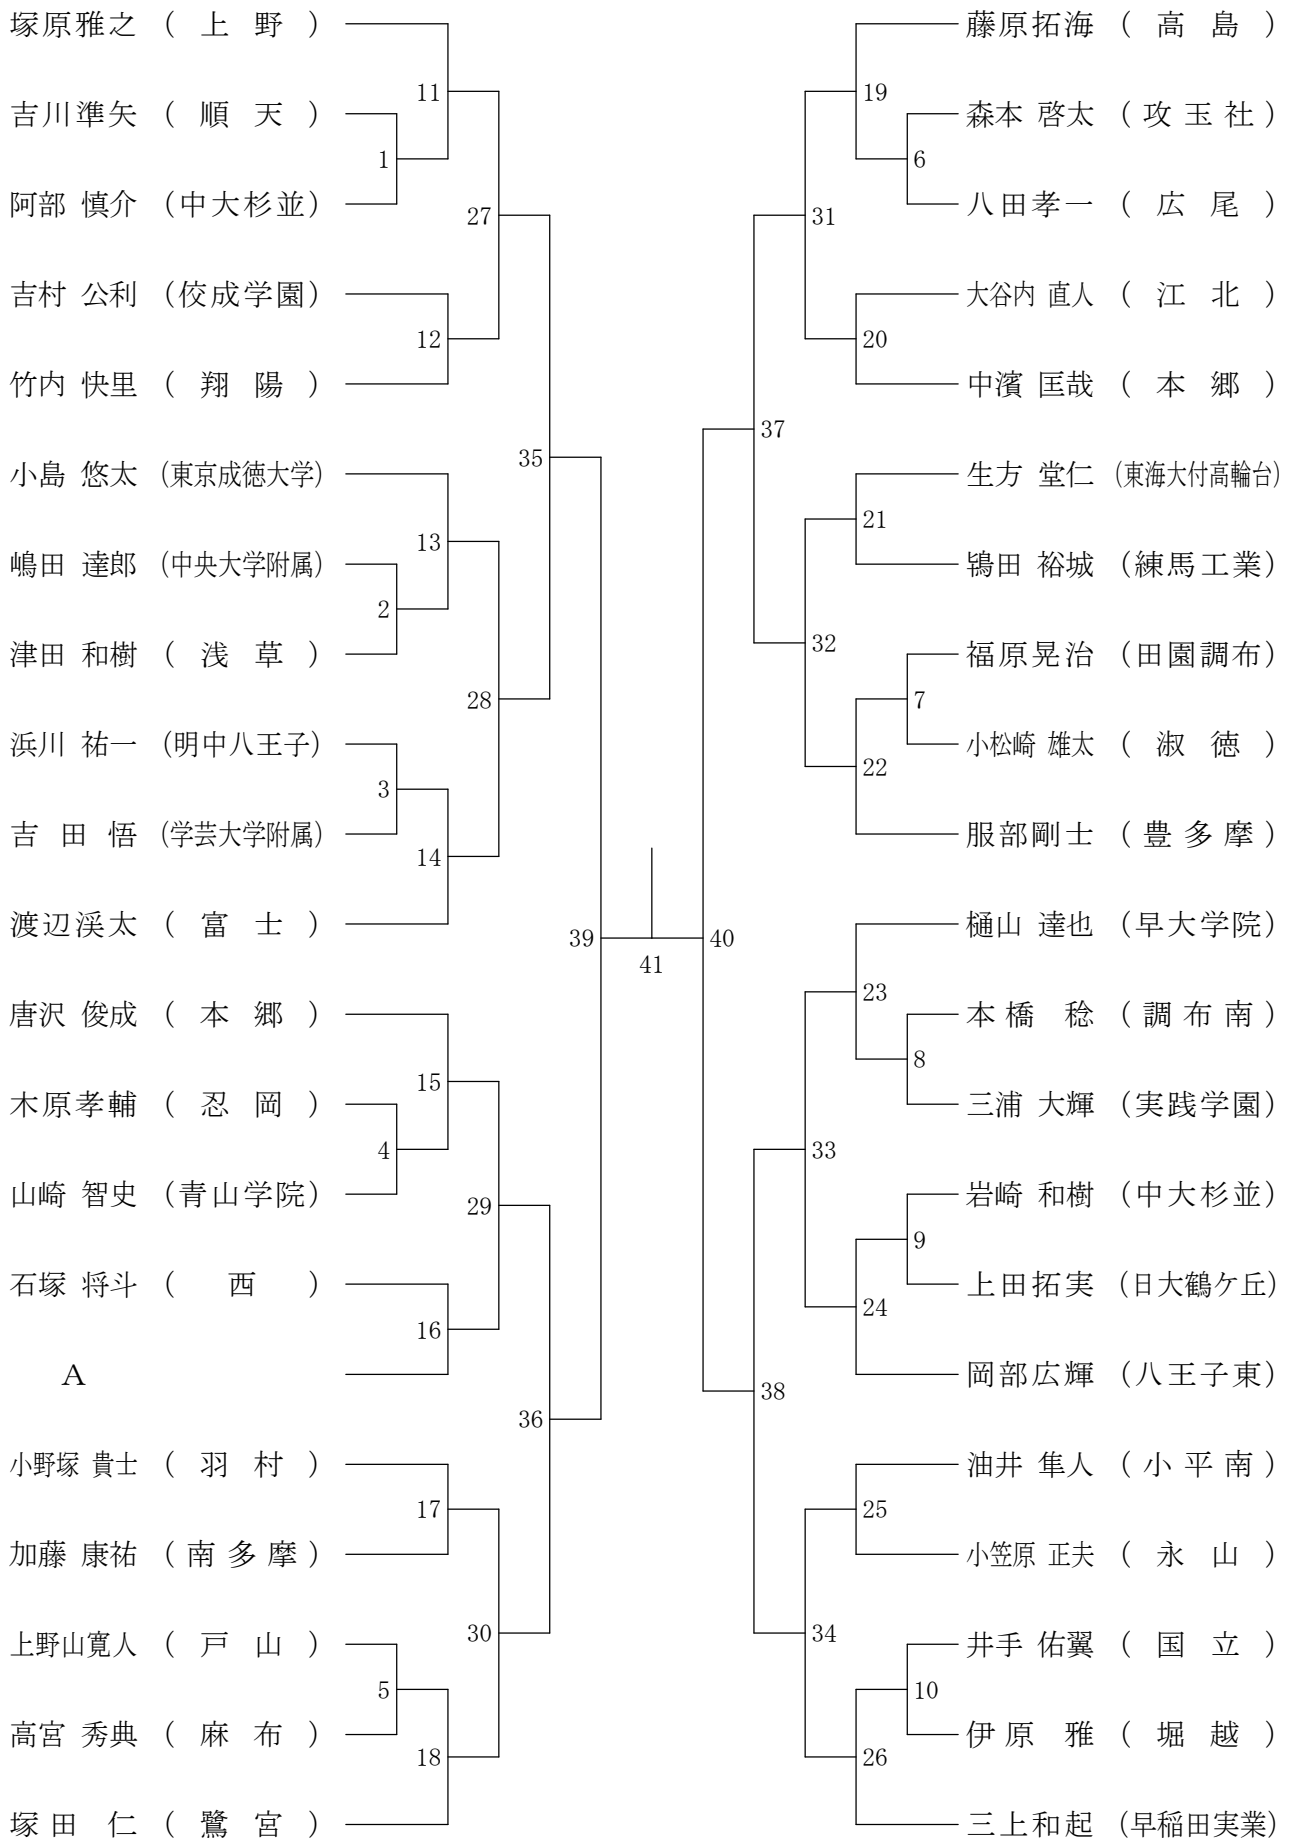 塚原雅之 （ 上 野 ）
11
吉川準矢 （ 順 天 ）
1
阿部 慎介 （中大杉並）
27
吉村 公利 （佼成学園）
12
竹内 快里 （ 翔 陽 ）
35
小島 悠太 （東京成徳大学）
13
嶋田 達郎 （中央大学附属）
2
津田 和樹 （ 浅 草 ）
28
浜川 祐一 （明中八王子）
3
吉 田 悟 （学芸大学附属）
14
渡辺渓太 （ 富 士 ）
39
唐沢 俊成 （ 本 郷 ）
15
木原孝輔 （ 忍 岡 ）
4
山崎 智史 （青山学院）
29
石塚 将斗 （ 西 ）
16
A
36
小野塚 貴士 （ 羽 村 ）
17
加藤 康祐 （ 南 多 摩 ）
上野山寛人 （ 戸 山 ）
30
5
高宮 秀典 （ 麻 布 ）
18
塚 田 仁 （ 鷺 宮 ）
41
藤原拓海 （ 高 島 ）
19
森本 啓太 （ 攻 玉 社 ）
6
八田孝一 （ 広 尾 ）
31
大谷内 直人 （ 江 北 ）
20
中濱 匡哉 （ 本 郷 ）
37
生方 堂仁 （東海大付高輪台）
21
鴇田 裕城 （練馬工業）
32
福原晃治 （田園調布）
7
小松崎 雄太 （ 淑 徳 ）
22
服部剛士 （ 豊 多 摩 ）
樋山 達也 （早大学院）
40
23
本 橋 稔 （ 調 布 南 ）
8
三浦 大輝 （実践学園）
33
岩崎 和樹 （中大杉並）
9
上田拓実 （日大鶴ケ丘）
24
岡部広輝 （八王子東）
38
油井 隼人 （ 小 平 南 ）
25
小笠原 正夫 （ 永 山 ）
34
井手 佑翼 （ 国 立 ）
10
伊 原 雅 （ 堀 越 ）
26
三上和起 （早稲田実業）